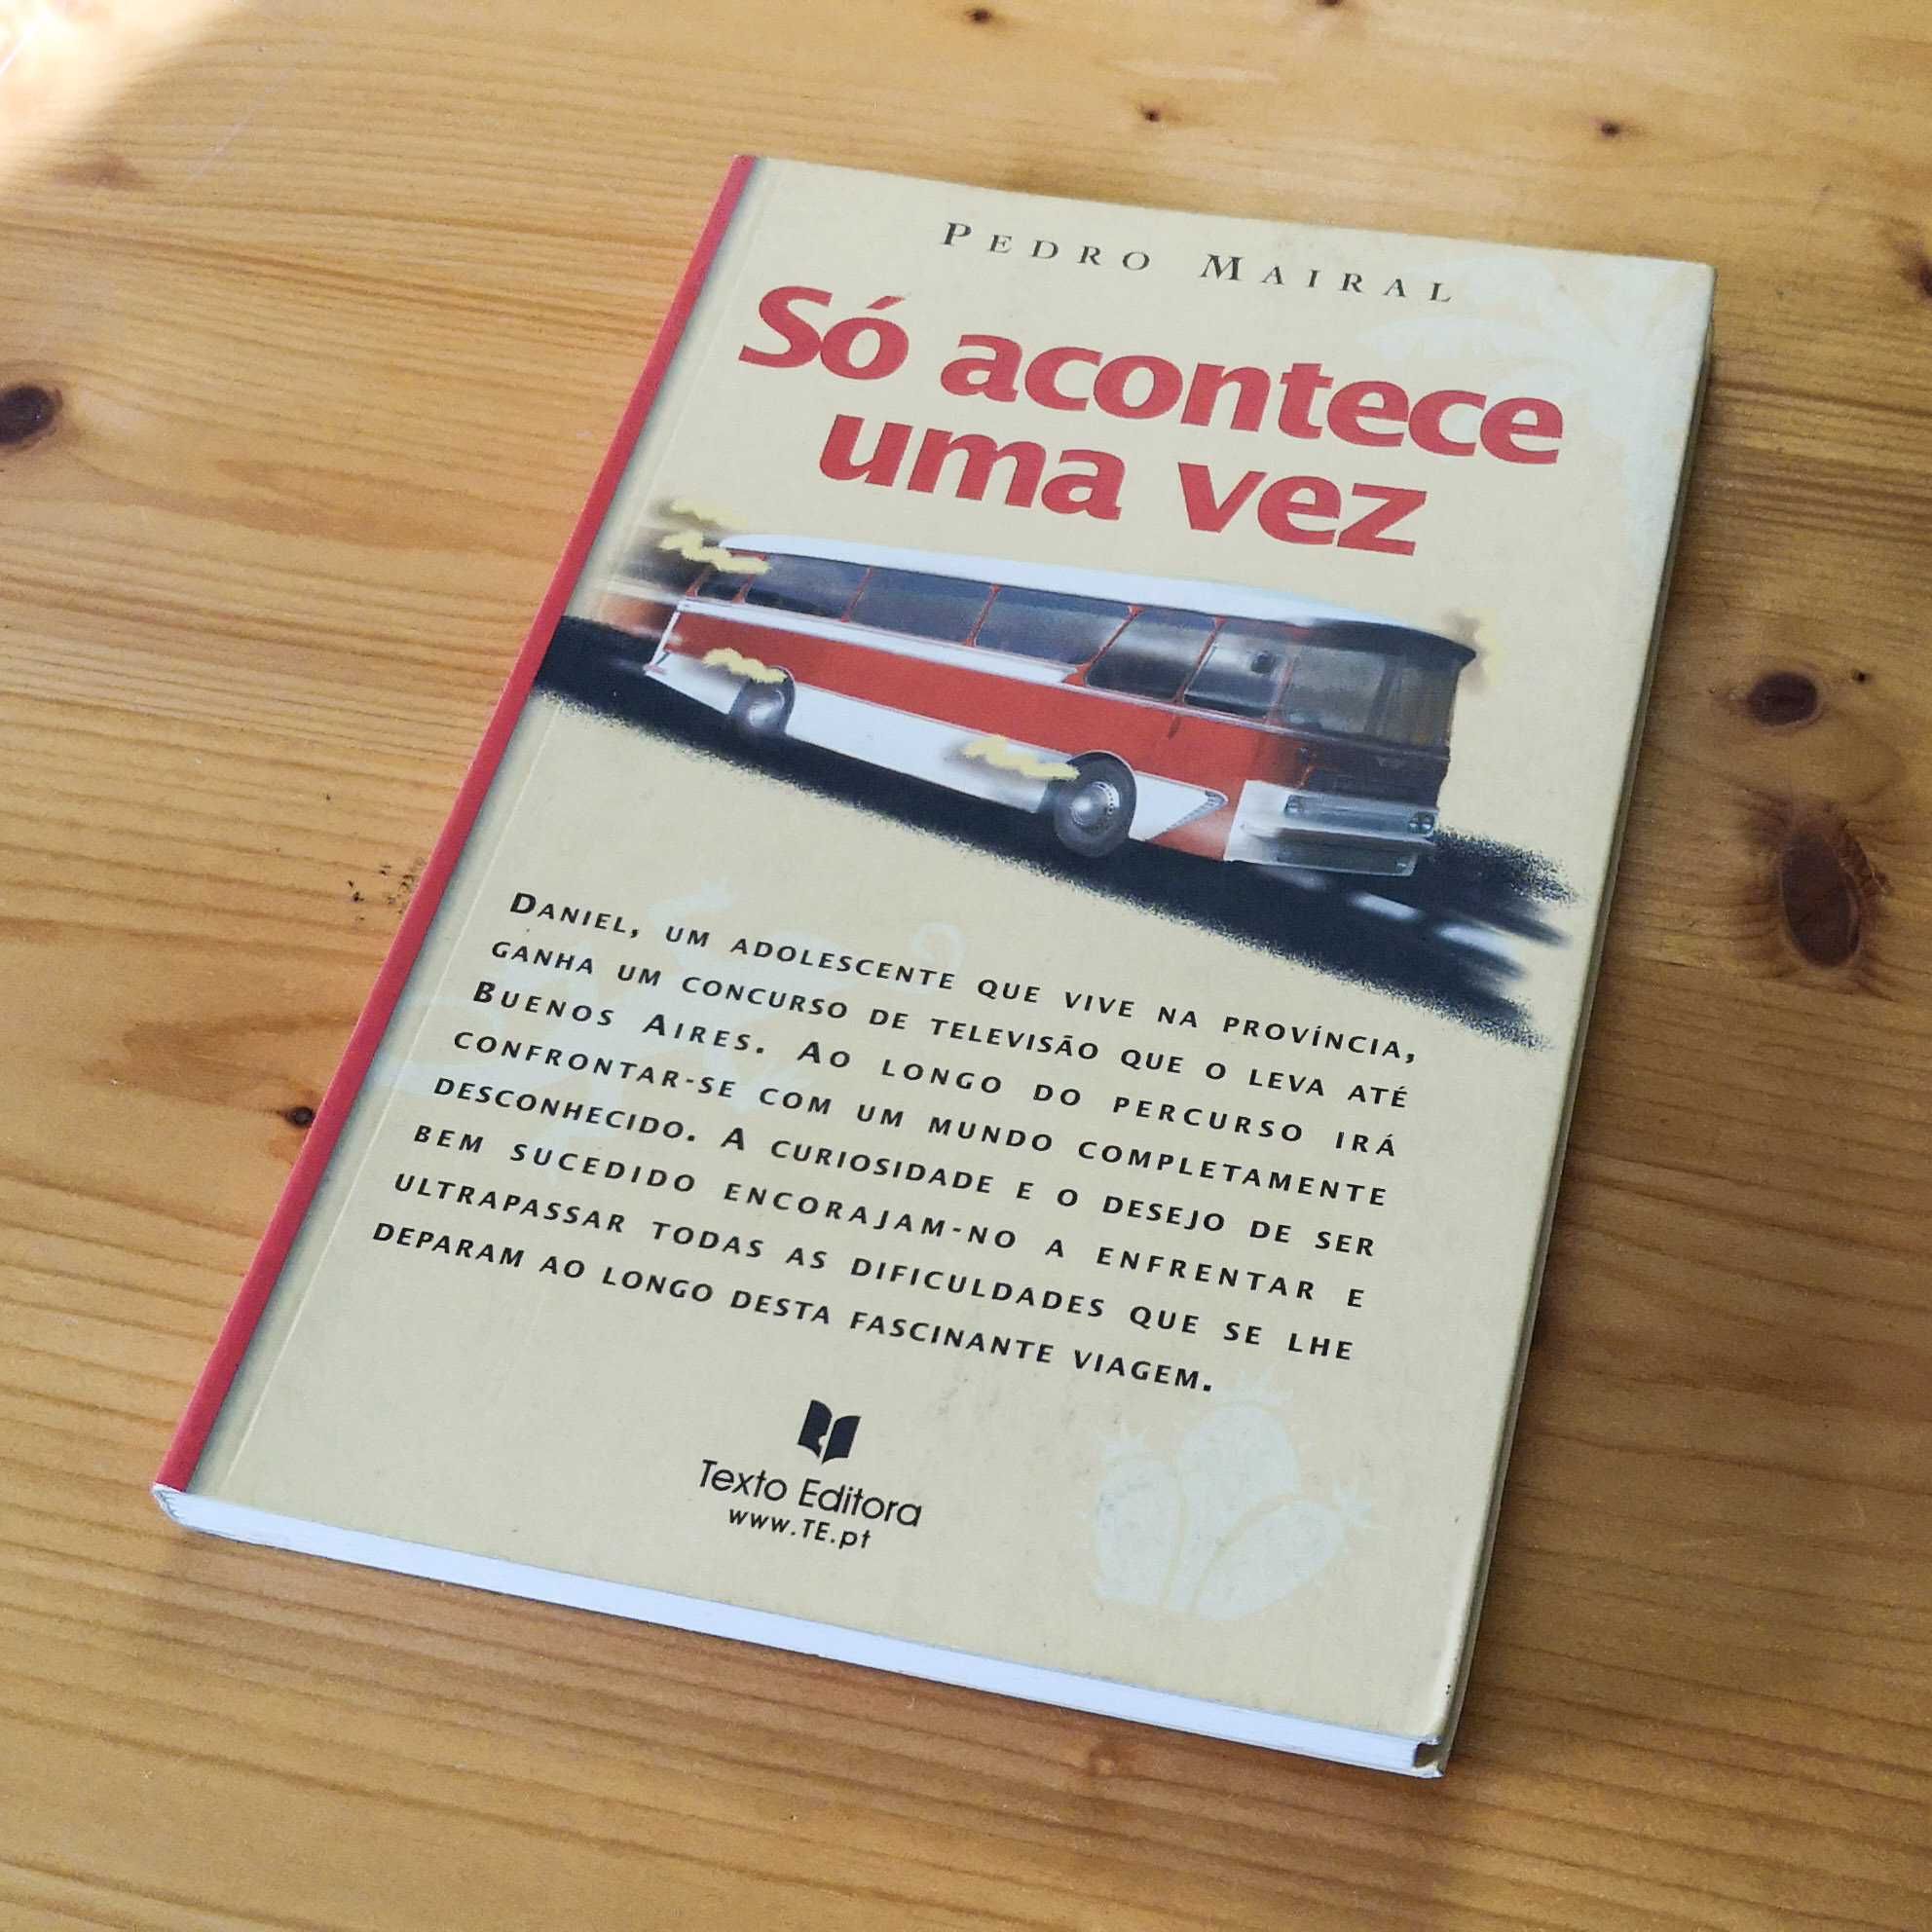 PEDRO MAIRAL
Só acontece
uma vez
DANIEL, UM ADOLESCENTE QUE VIVE NA PROVÍNCIA,
GANHA UM CONCURSO DE TELEVISÃO QUE O LEVA ATÉ
BUENOS AIRES. AO LONGO DO PERCURSO IRÁ
CONFRONTAR-SE COM UM MUNDO COMPLETAMENTE
DESCONHECIDO. A CURIOSIDADE E O DESEJO DE SER
BEM SUCEDIDO ENCORAJAM-NO A ENFRENTAR E
ULTRAPASSAR TODAS AS DIFICULDADES QUE SE LHE
DEPARAM AO LONGO DESTA FASCINANTE VIAGEM.
Texto Editora
www.TE.pt